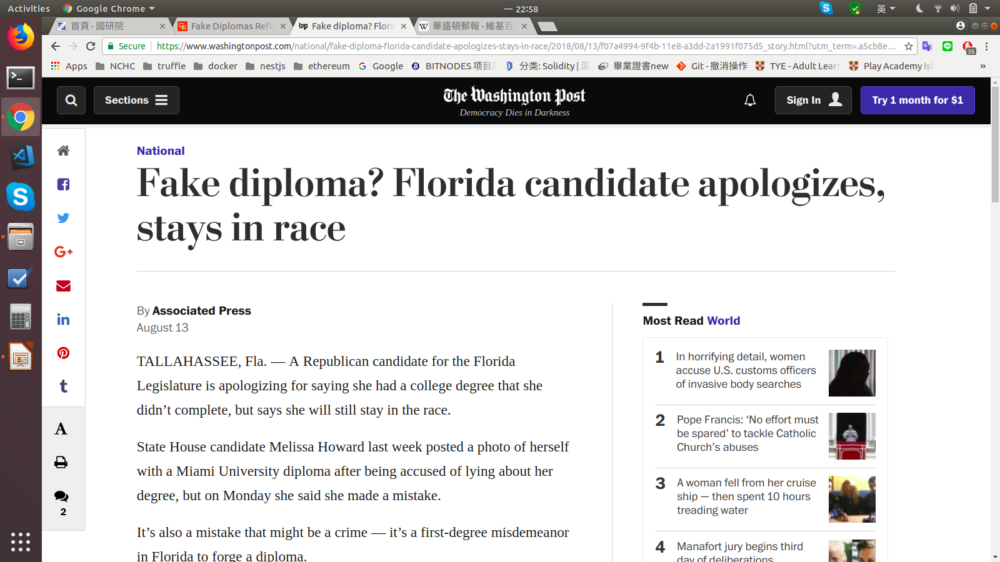 Activities
Google Chrome
一 22:58
英
首頁 - 國研院
Fake Diplomas Refl
Fake diploma? Flori
華盛頓郵報 - 維基百
Secure
https://www.washingtonpost.com/national/fake-diploma-florida-candidate-apologizes-stays-in-race/2018/08/13/f07a4994-9f4b-11e8-a3dd-2a1991f075d5_story.html?utm_term=.a5cb8e...
36
Apps
NCHC
truffle
docker
nestjs
ethereum
Google
BITNODES 项目
分类: Solidity | 深
畢業證書new
Git - 撤消操作
TYE - Adult Lear
Play Academy Isl
»
Sections
The Washington Post
Democracy Dies in Darkness
Sign In
Try 1 month for $1
National
Fake diploma? Florida candidate apologizes,
stays in race
By Associated Press
August 13
TALLAHASSEE, Fla. — A Republican candidate for the Florida
Legislature is apologizing for saying she had a college degree that she
didn’t complete, but says she will still stay in the race.
State House candidate Melissa Howard last week posted a photo of herself
with a Miami University diploma after being accused of lying about her
degree, but on Monday she said she made a mistake.
It’s also a mistake that might be a crime — it’s a first-degree misdemeanor
in Florida to forge a diploma.
Most Read World
1
In horrifying detail, women
accuse U.S. customs officers
of invasive body searches
2
Pope Francis: ‘No effort must
be spared’ to tackle Catholic
Church's abuses
3
A woman fell from her cruise
ship — then spent 10 hours
treading water
4
Manafort jury begins third
day of deliberations
G+
A
2